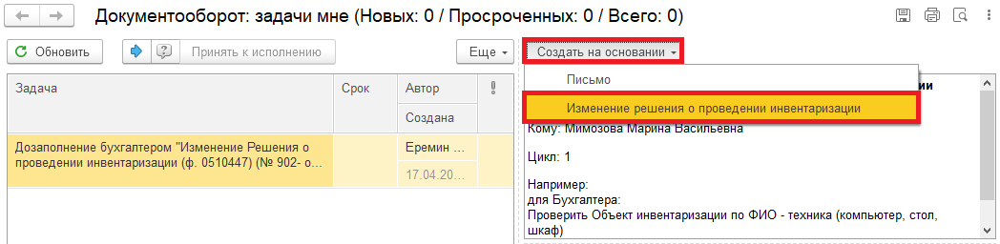 Документооборот: задачи мне (Новых: 0 / Просроченных: 0 / Всего: 0)
Обновить
Принять к исполнению
Еще
Создать на основании
Задача
Срок
Автор
Создана
Дозаполнение бухгалтером "Изменение Решения о
проведении инвентаризации (ф. 0510447) (№ 902- о...
Еремин ...
17.04.20...
Письмо
Изменение решения о проведении инвентаризации
ии
Кому: Мимозова Марина Васильевна
Цикл: 1
Например:
для Бухгалтера:
Проверить Объект инвентаризации по ФИО - техника (компьютер, стол,
шкаф)